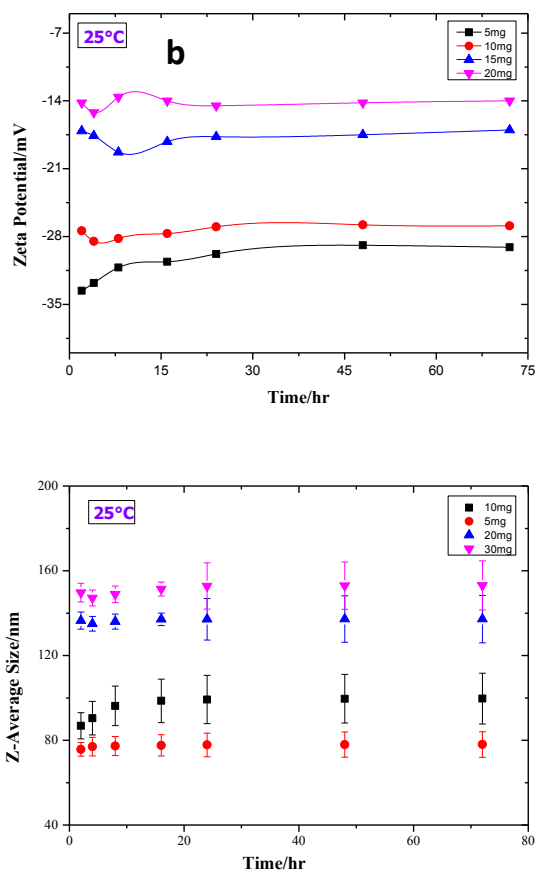 25°C
b
5mg
10mg
15mg
20mg
-7
-14
-21
-28
-35
Zeta Potential/mV
0 15 30 45 60 75
Time/hr
25°C
10mg
5mg
20mg
30mg
200
160
120
80
40
Z-Average Size/nm
0 20 40 60 80
Time/hr